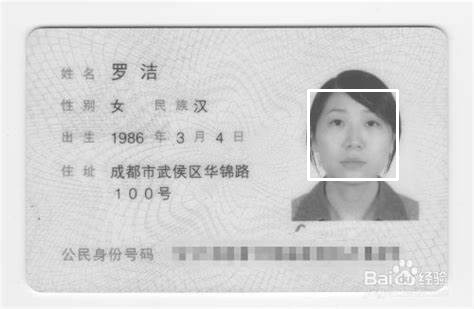 姓名 罗洁
性别 女 民族 汉
出生 1986 年 3 月 4 日
住址 成都市武侯区华锦路
100号
公民身份号码
Baidu经验